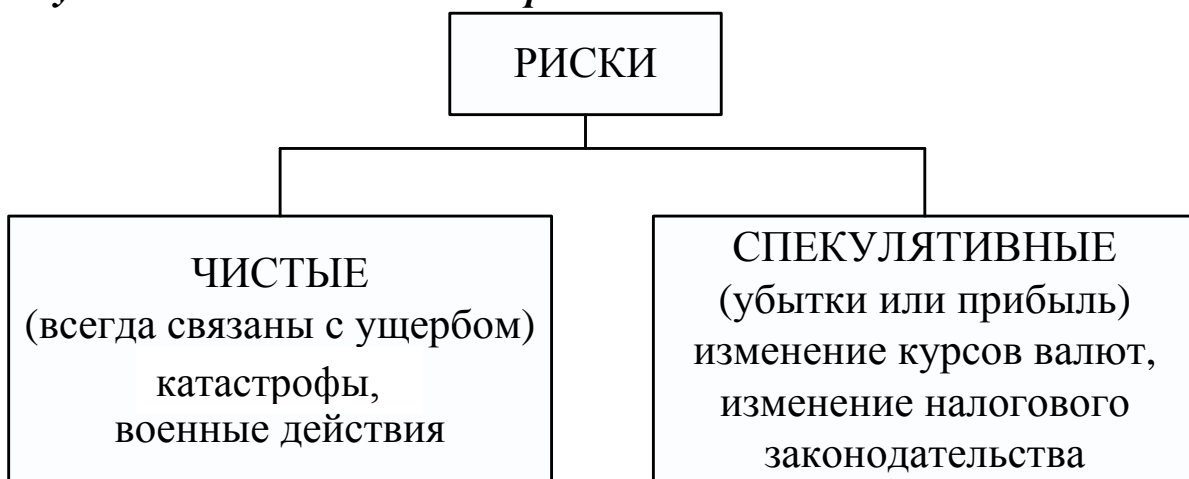 РИСКИ
ЧИСТЫЕ
(всегда связаны с ущербом)
катастрофы,
военные действия
СПЕКУЛЯТИВНЫЕ
(убытки или прибыль)
изменение курсов валют,
изменение налогового
законодательства